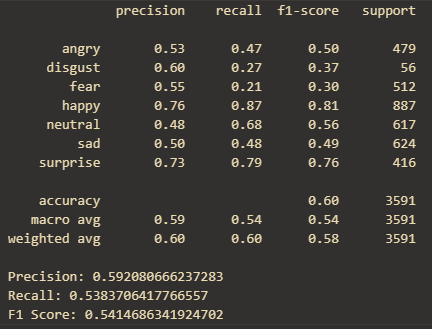 precision recall f1-score support
angry 0.53 0.47 0.50 479
disgust 0.60 0.27 0.37 56
fear 0.55 0.21 0.30 512
happy 0.76 0.87 0.81 887
neutral 0.48 0.68 0.56 617
sad 0.50 0.48 0.49 624
surprise 0.73 0.79 0.76 416
accuracy 0.60 3591
macro avg 0.59 0.54 0.54 3591
weighted avg 0.60 0.60 0.58 3591
Precision: 0.592080666237283
Recall: 0.5383706417766557
F1 Score: 0.5414686341924702